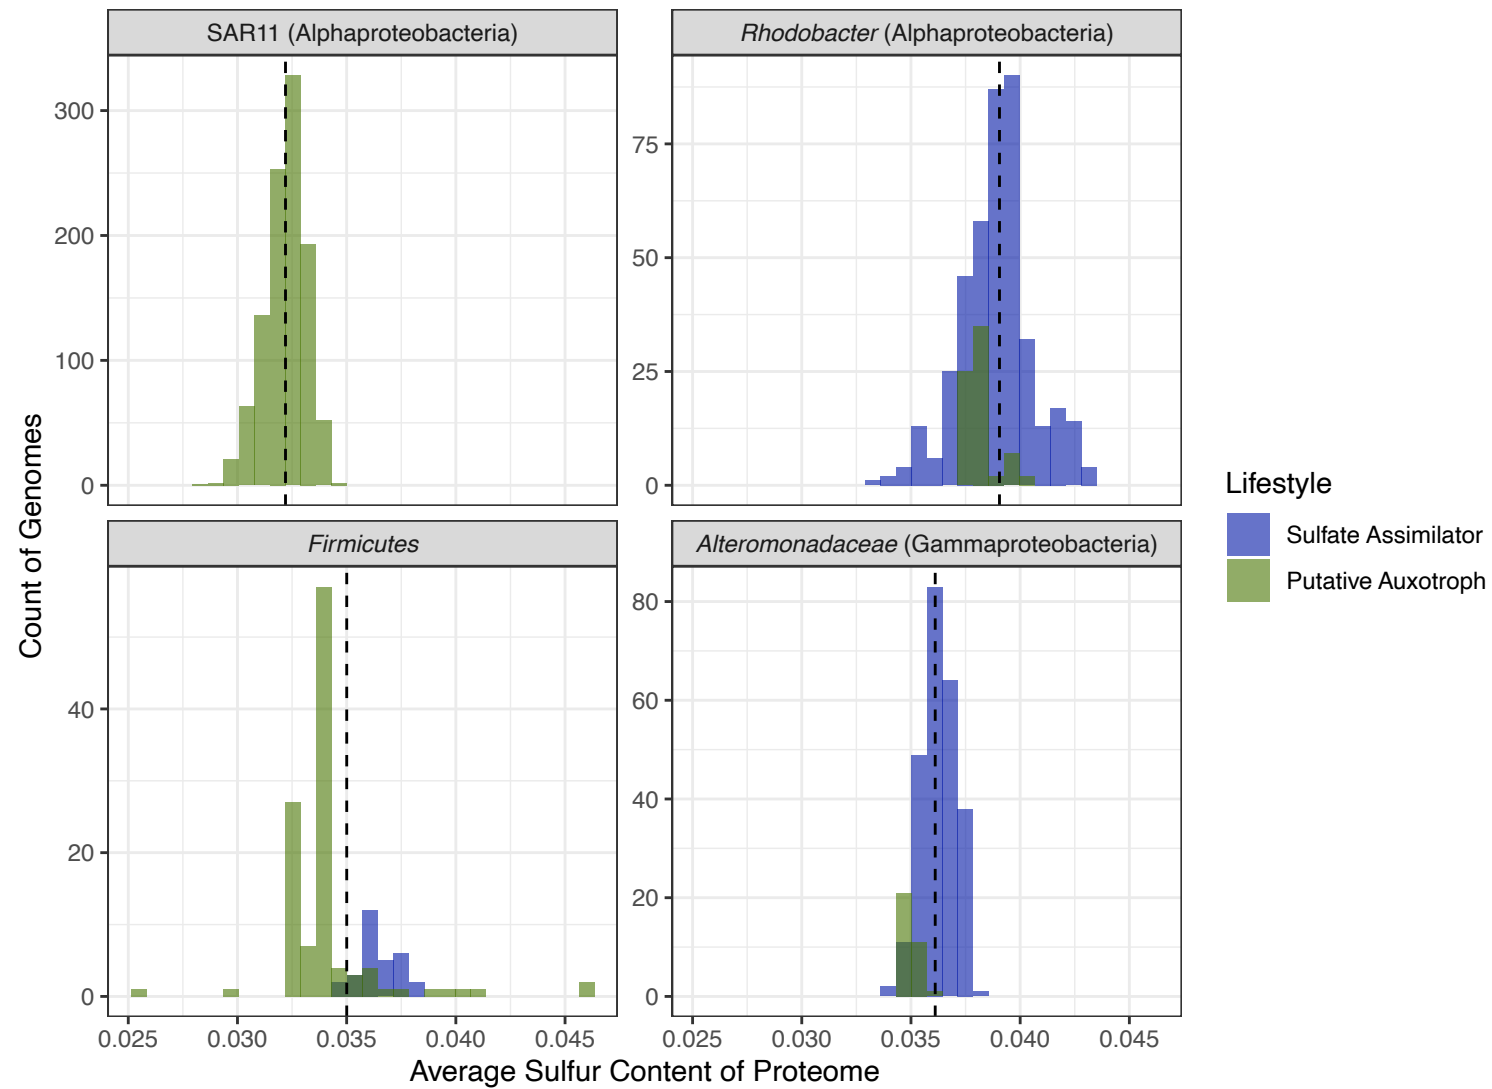 SAR11 (Alphaproteobacteria)
Rhodobacter (Alphaproteobacteria)
300
200
100
0
75
50
25
0
Firmicutes
Alteromonadaceae (Gammaproteobacteria)
40
20
0
80
60
40
20
0
0.025 0.030 0.035 0.040 0.045
0.025 0.030 0.035 0.040 0.045
Average Sulfur Content of Proteome
Count of Genomes
Lifestyle
Sulfate Assimilator
Putative Auxotroph